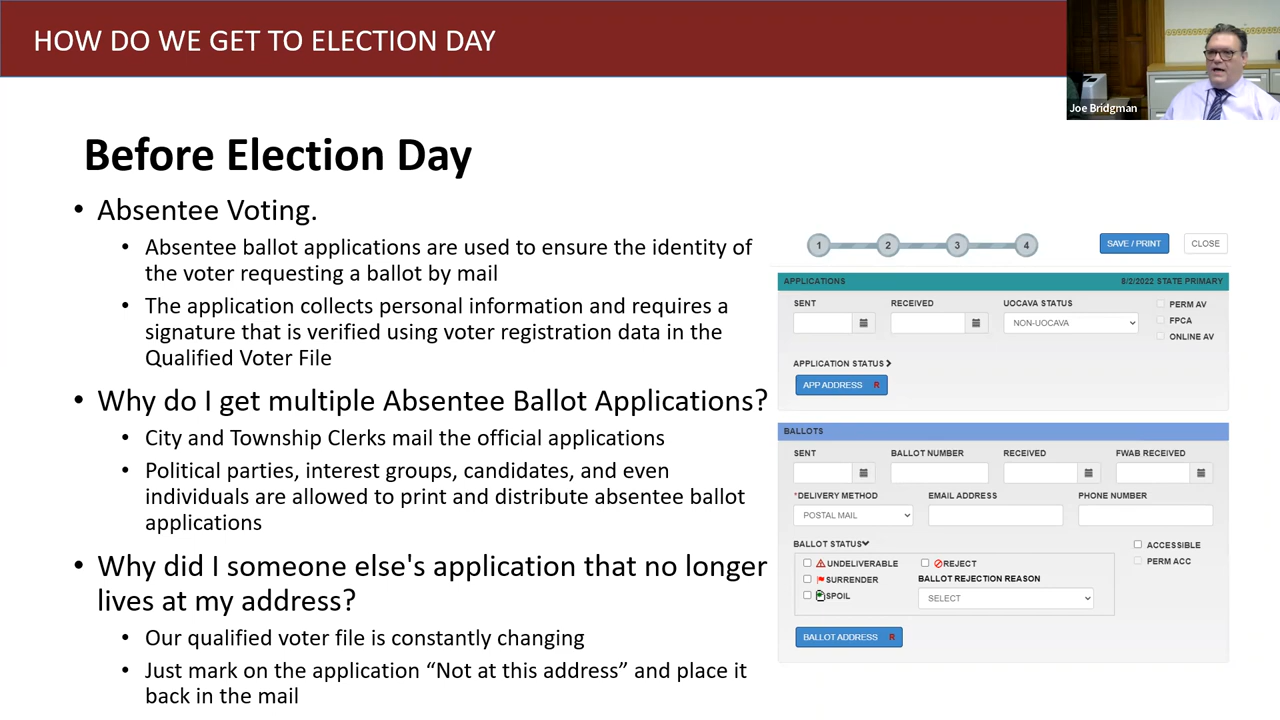 HOW DO WE GET TO ELECTION DAY
Joe Bridgman
Before Election Day
• Absentee Voting.
• Absentee ballot applications are used to ensure the identity of
the voter requesting a ballot by mail
• The application collects personal information and requires a
signature that is verified using voter registration data in the
Qualified Voter File
• Why do I get multiple Absentee Ballot Applications?
• City and Township Clerks mail the official applications
• Political parties, interest groups, candidates, and even
individuals are allowed to print and distribute absentee ballot
applications
• Why did I someone else's application that no longer
lives at my address?
• Our qualified voter file is constantly changing
• Just mark on the application “Not at this address” and place it
back in the mail
1 2 3 4 SAVE / PRINT CLOSE
APPLICATIONS 8/2/2022 STATE PRIMARY
SENT RECEIVED UOCAVA STATUS PERM AV
NON-UOCAVA FPCA
ONLINE AV
APPLICATION STATUS
APP ADDRESS R
BALLOTS
SENT BALLOT NUMBER RECEIVED FWAB RECEIVED
*DELIVERY METHOD EMAIL ADDRESS PHONE NUMBER
POSTAL MAIL
BALLOT STATUS ACCESSIBLE
UNDELIVERABLE REJECT PERM ACC
SURRENDER BALLOT REJECTION REASON
SPOIL SELECT
BALLOT ADDRESS R